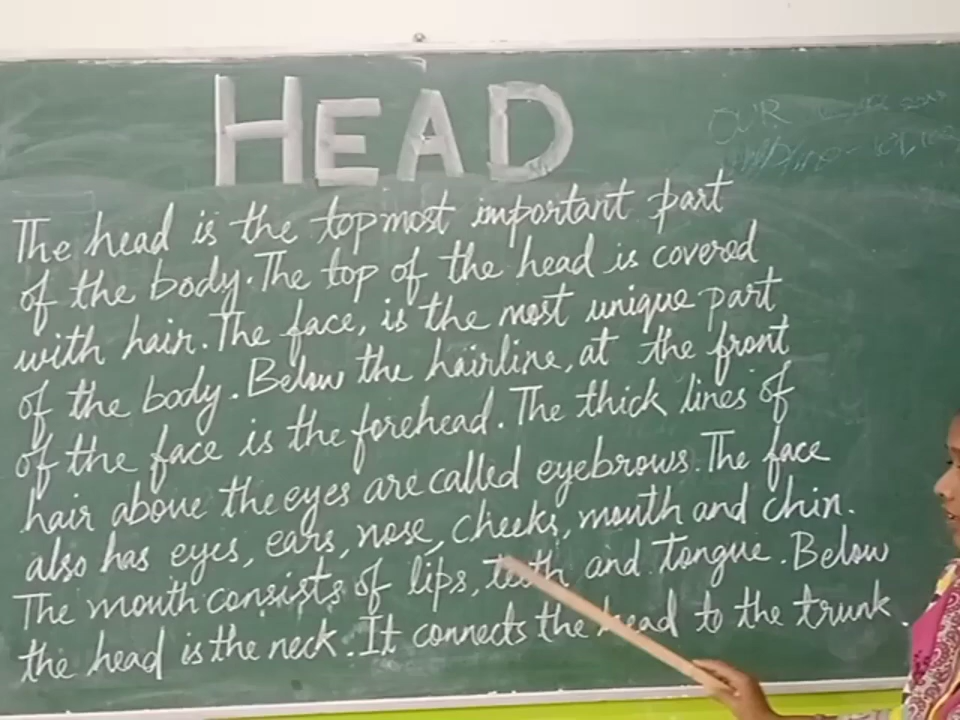 HEAD
OUR
The head is the topmost important part
of the body. The top of the head is covered
with hair. The face, is the most unique part
of the body. Below the hairline, at the front
of the face is the forehead. The thick lines of
hair above the eyes are called eyebrows. The face
also has eyes, ears, nose, cheeks, mouth and chin.
The mouth consists of lips, teeth and tongue. Below
the head is the neck. It connects the head to the trunk.